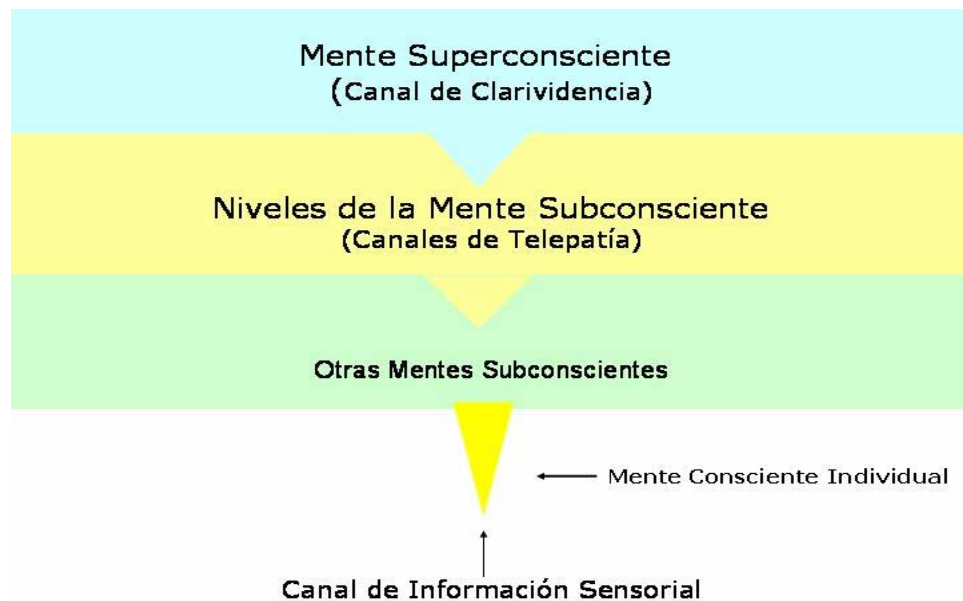 Mente Superconsciente
(Canal de Clarividencia)
Niveles de la Mente Subconsciente
(Canales de Telepatía)
Otras Mentes Subconscientes
Mente Consciente Individual
Canal de Información Sensorial